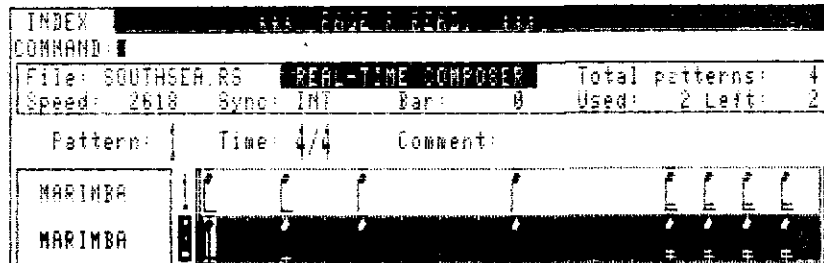 INDEX
COMMAND:
File: SOUTHSEA.RS REAL-TIME COMPOSER Total patterns: 4
Speed: 2618 Sync: INT Bar: 0 Used: 2 Left: 2
Pattern: 1 Time: 4/4 Comment:
MARIMBA
MARIMBA